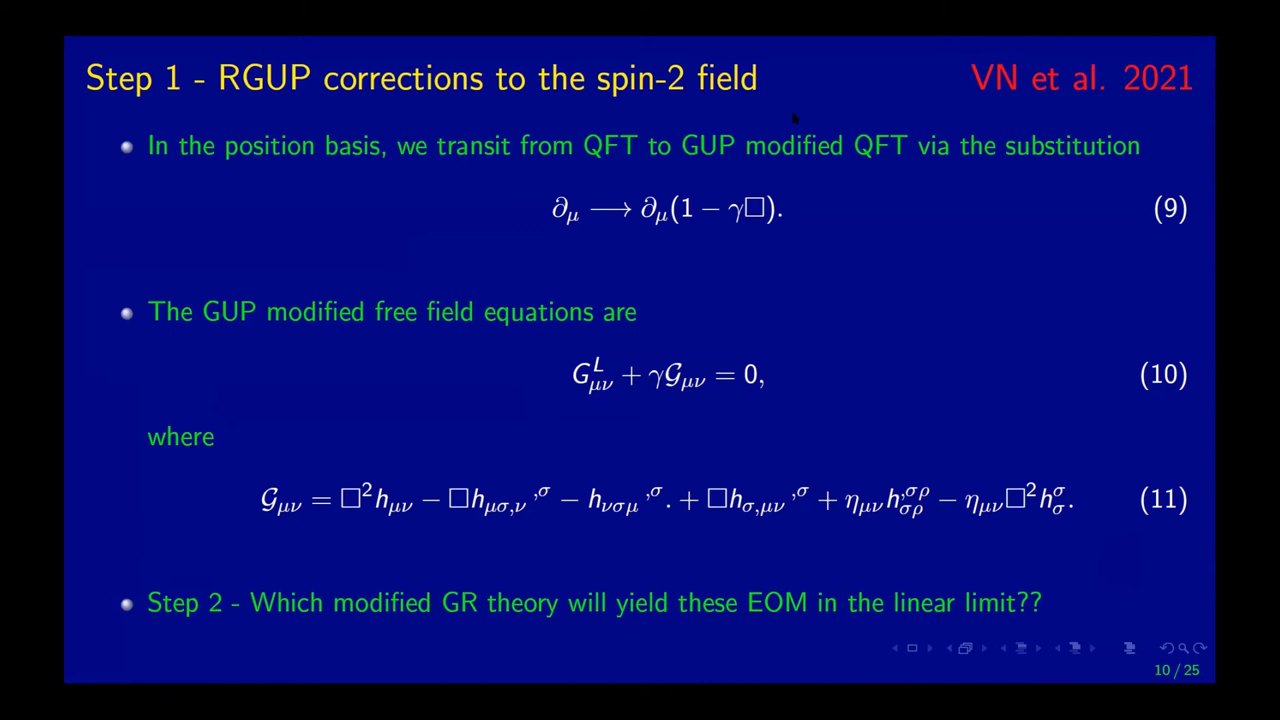 Step 1 - RGUP corrections to the spin-2 field VN et al. 2021
In the position basis, we transit from QFT to GUP modified QFT via the substitution
∂_μ ⟶ ∂_μ(1 − γ□). (9)
The GUP modified free field equations are
G^L_{μν} + γ𝒢_{μν} = 0, (10)
where
𝒢_{μν} = □²h_{μν} − □h_{μσ,ν}{}^{,σ} − h_{νσμ}{}^{,σ}. + □h_{σ,μν}{}^{,σ} + η_{μν}h^{,σρ}_{σρ} − η_{μν}□²h^σ_σ. (11)
Step 2 - Which modified GR theory will yield these EOM in the linear limit??
10 / 25